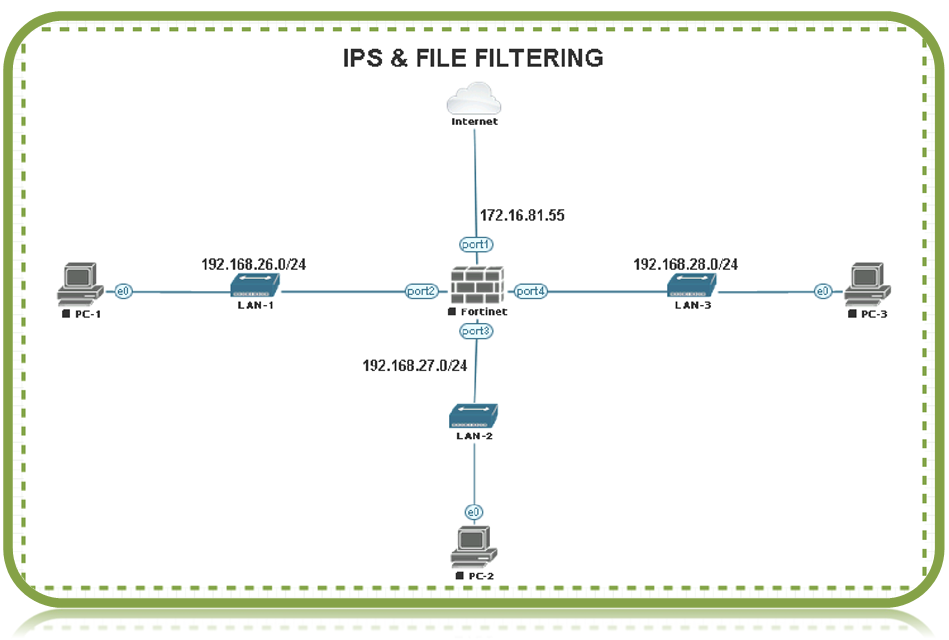 IPS & FILE FILTERING
Internet
172.16.81.55
port1
192.168.26.0/24
192.168.28.0/24
e0
port2
port4
e0
PC-1
LAN-1
Fortinet
LAN-3
PC-3
port3
192.168.27.0/24
LAN-2
e0
PC-2